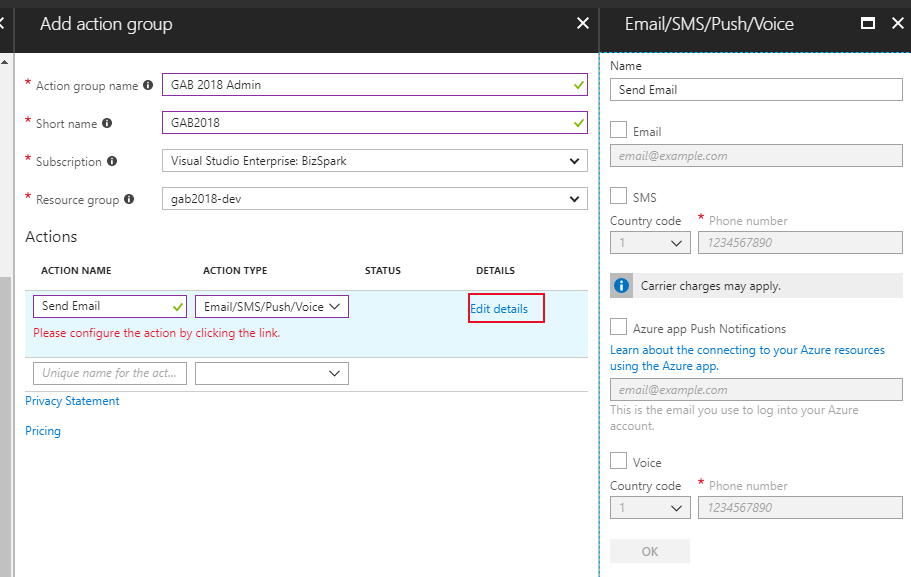 Add action group
* Action group name
GAB 2018 Admin
* Short name
GAB2018
* Subscription
Visual Studio Enterprise: BizSpark
* Resource group
gab2018-dev
Actions
ACTION NAME ACTION TYPE STATUS DETAILS
Send Email Email/SMS/Push/Voice Edit details
Please configure the action by clicking the link.
Unique name for the act...
Privacy Statement
Pricing
Email/SMS/Push/Voice
Name
Send Email
Email
email@example.com
SMS
Country code * Phone number
1 1234567890
Carrier charges may apply.
Azure app Push Notifications
Learn about the connecting to your Azure resources
using the Azure app.
email@example.com
This is the email you use to log into your Azure
account.
Voice
Country code * Phone number
1 1234567890
OK